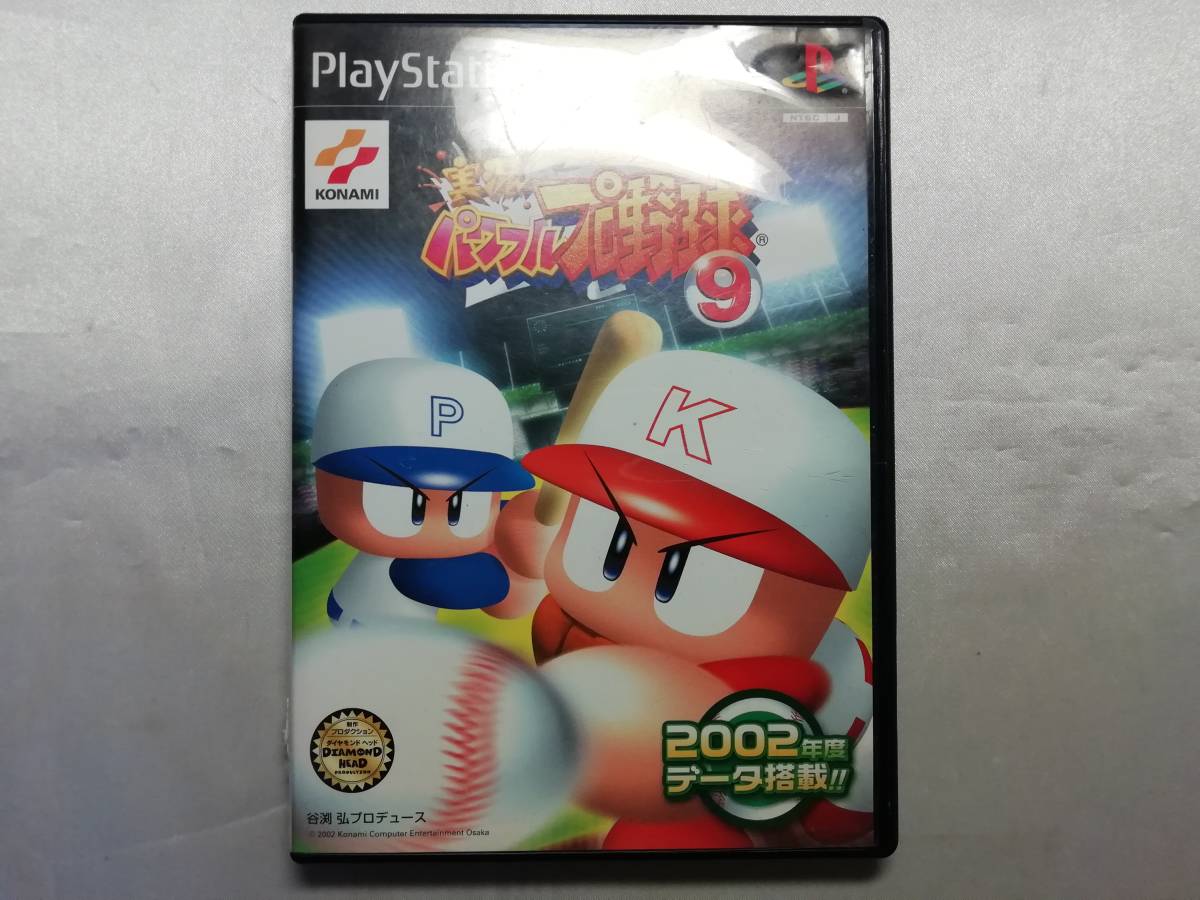 PlayStati
NTSC J
KONAMI
実況
パワフルプロ野球®
9
P
K
制作
プロダクション
ダイヤモンドヘッド
DIAMOND
HEAD
PRODUCTION
2002年度
データ搭載!!
谷渕 弘プロデュース
© 2002 Konami Computer Entertainment Osaka